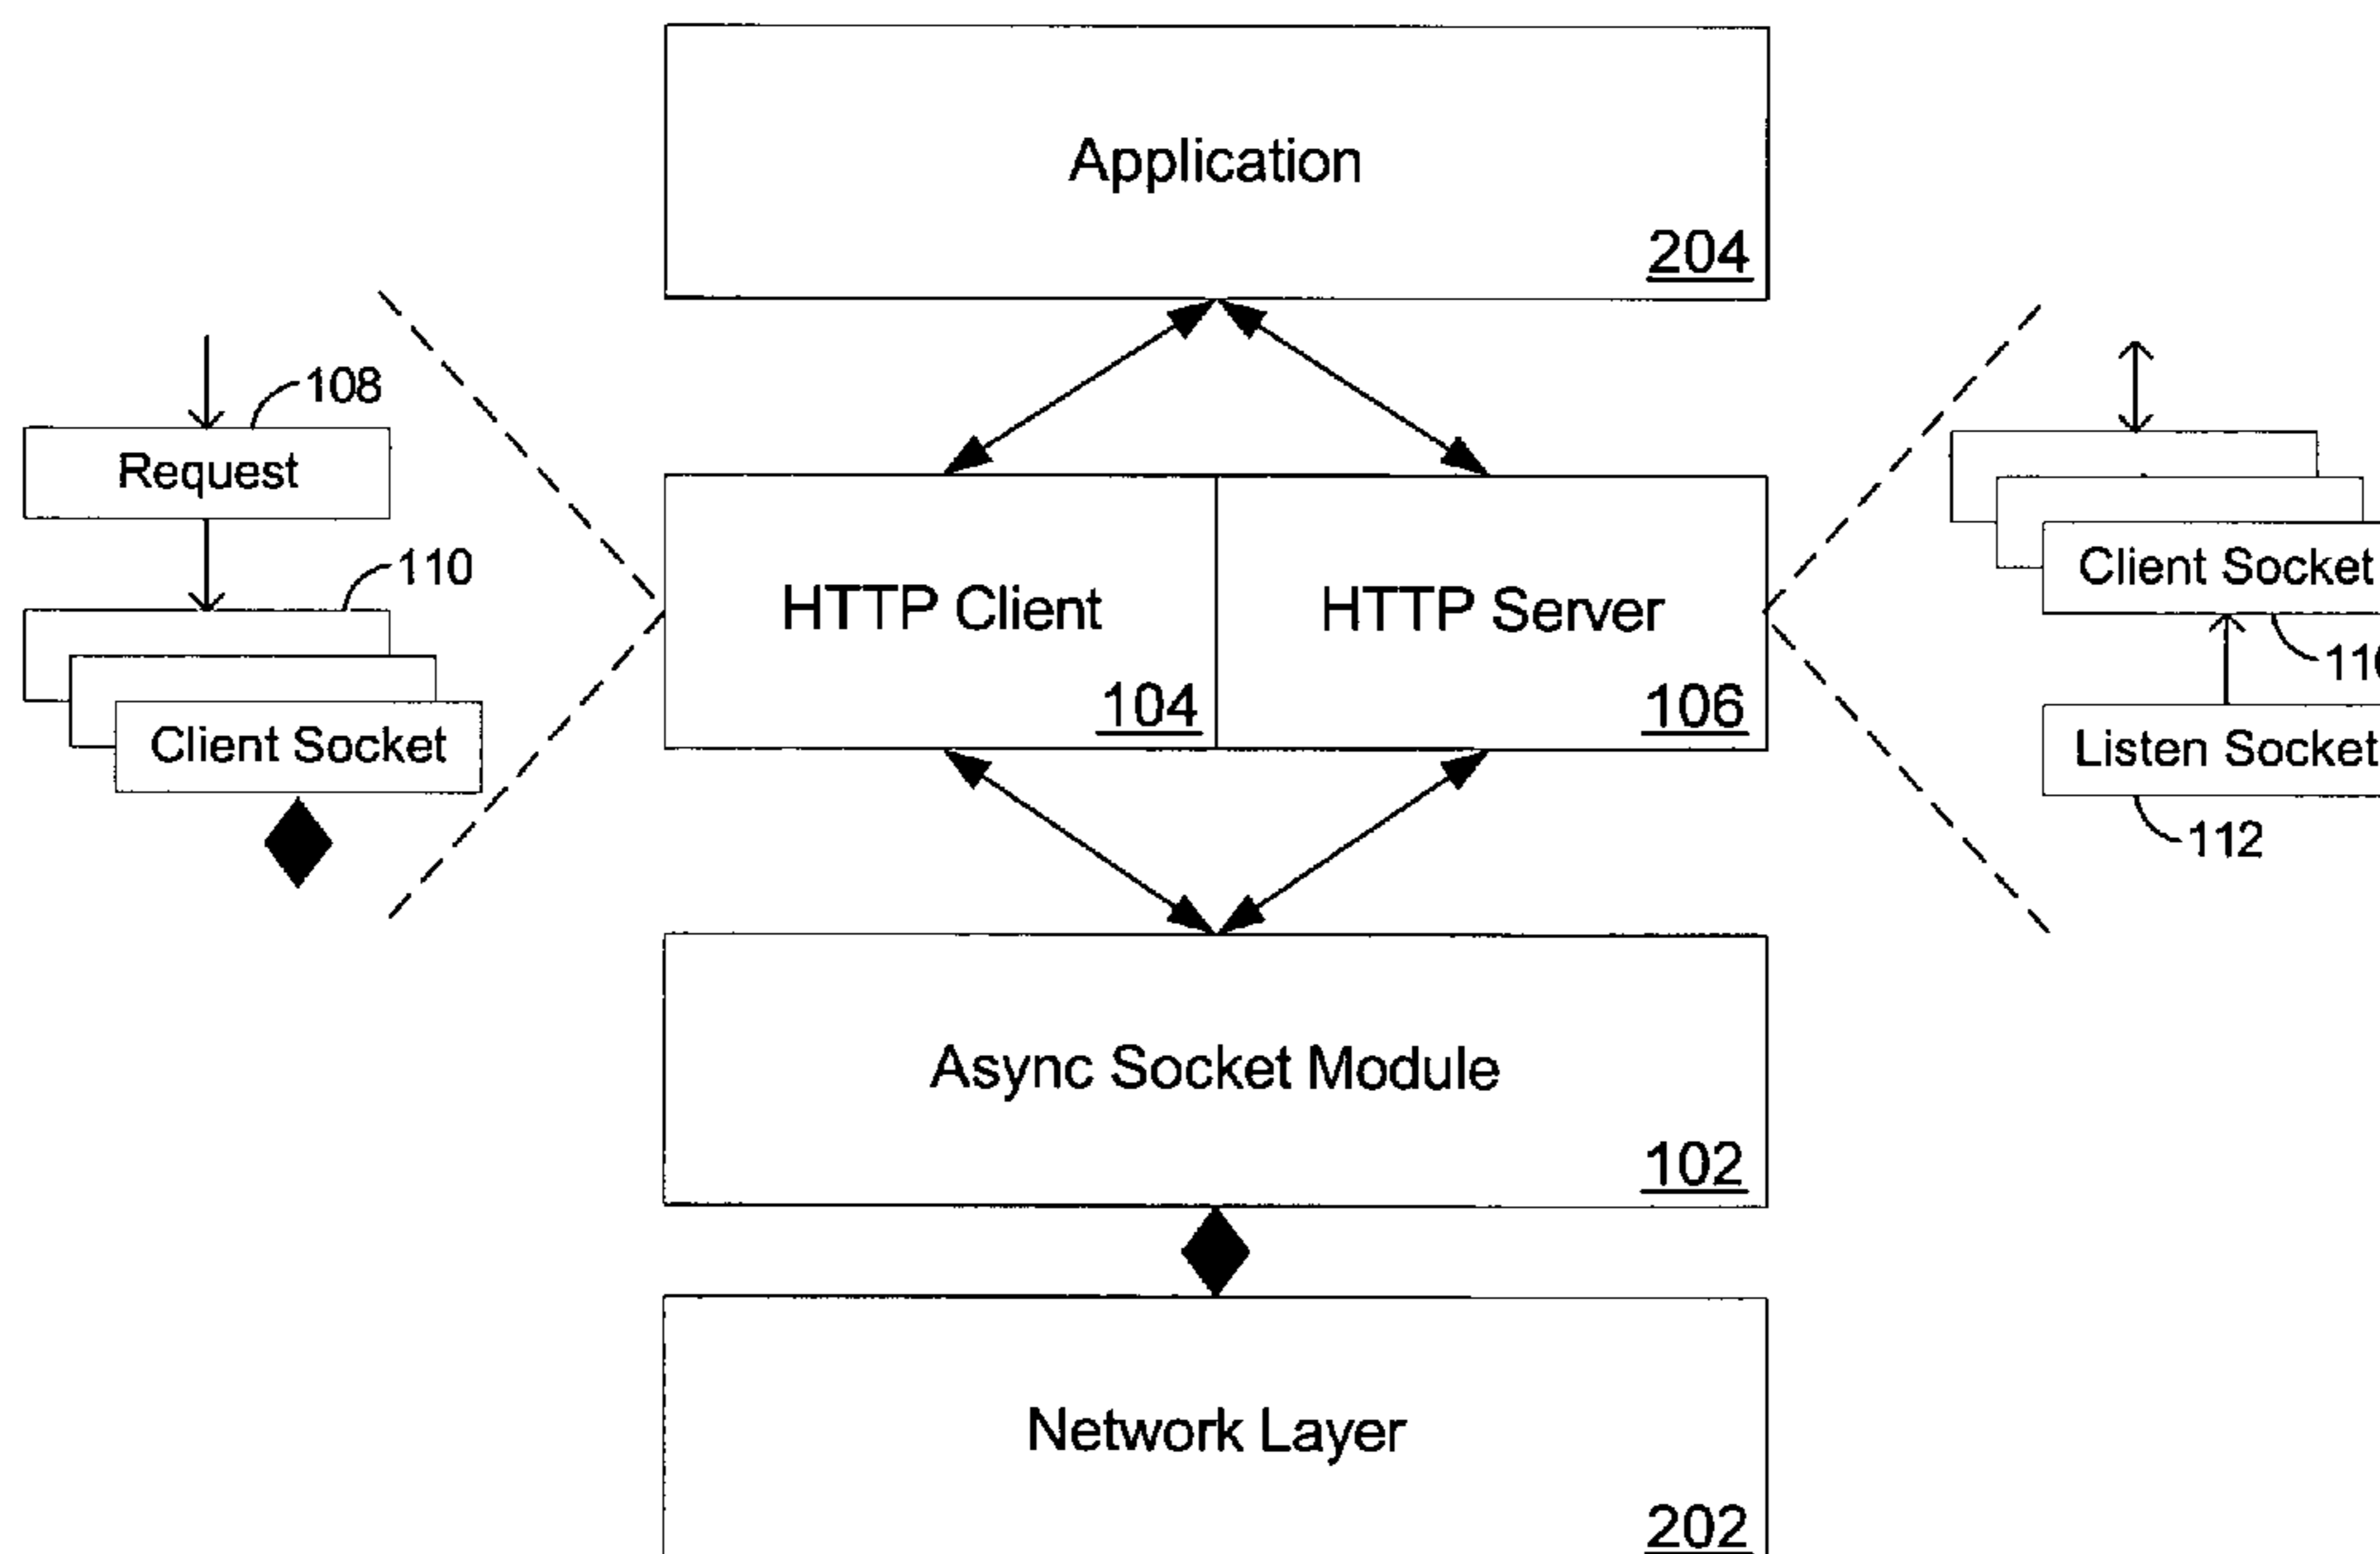 Application
204
108
Request
110
Client Socket
HTTP Client
104
HTTP Server
106
Client Socket
Listen Socket
112
Async Socket Module
102
Network Layer
202